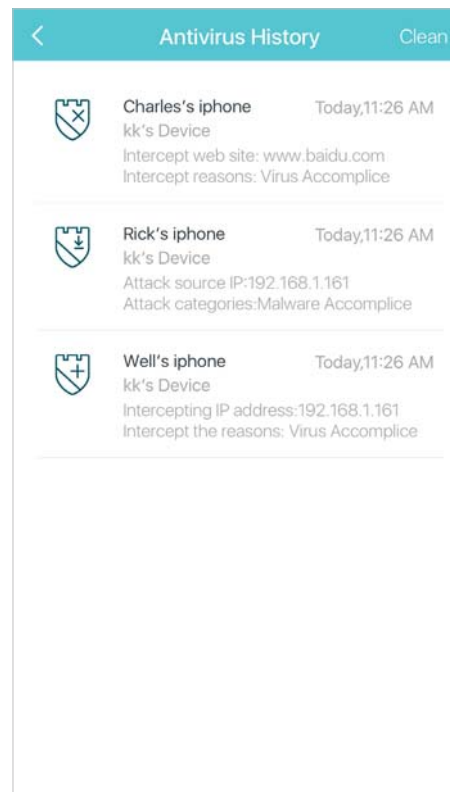 Antivirus History Clean
Charles's iphone Today,11:26 AM
kk's Device
Intercept web site: www.baidu.com
Intercept reasons: Virus Accomplice
Rick's iphone Today,11:26 AM
kk's Device
Attack source IP:192.168.1.161
Attack categories:Malware Accomplice
Well's iphone Today,11:26 AM
kk's Device
Intercepting IP address:192.168.1.161
Intercept the reasons: Virus Accomplice